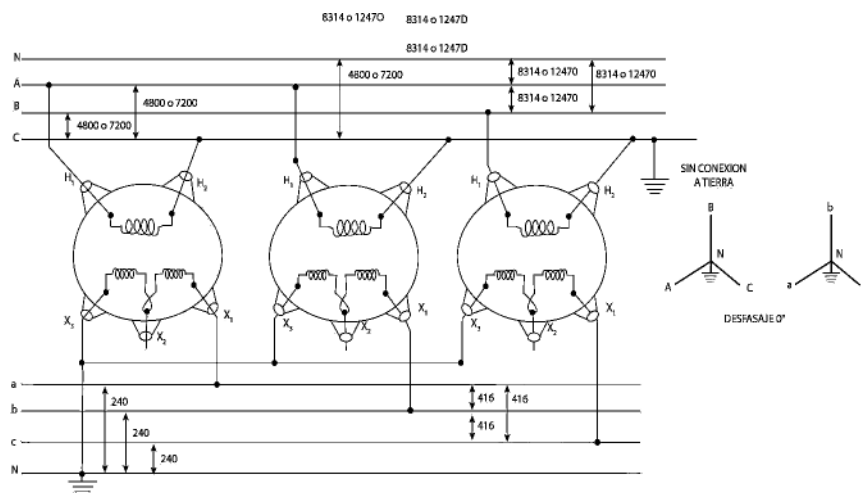 8314 o 1247O 8314 o 1247D
8314 o 1247D
N
8314 o 12470 8314 o 12470
4800 o 7200
A
4800 o 7200
8314 o 12470
B
4800 o 7200
C
SIN CONEXION
A TIERRA
H₁ H₂ H₁ H₂ H₁ H₂
B b
N N
A C a
DESFASAJE 0°
X₃ X₂ X₁ X₃ X₂ X₁ X₃ X₂ X₁
a
240 416 416
b
240 416
c
240
N